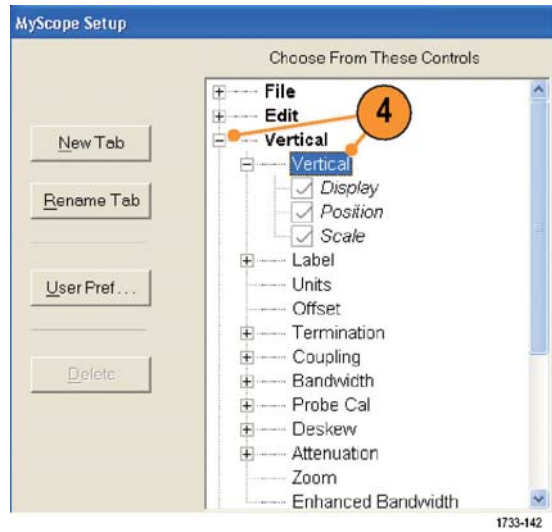 MyScope Setup
Choose From These Controls
File
Edit
4
Vertical
New Tab
Vertical
Display
Rename Tab
Position
Scale
Label
User Pref...
Units
Offset
Termination
Coupling
Delete
Bandwidth
Probe Cal
Deskew
Attenuation
Zoom
Enhanced Bandwidth
1733-142